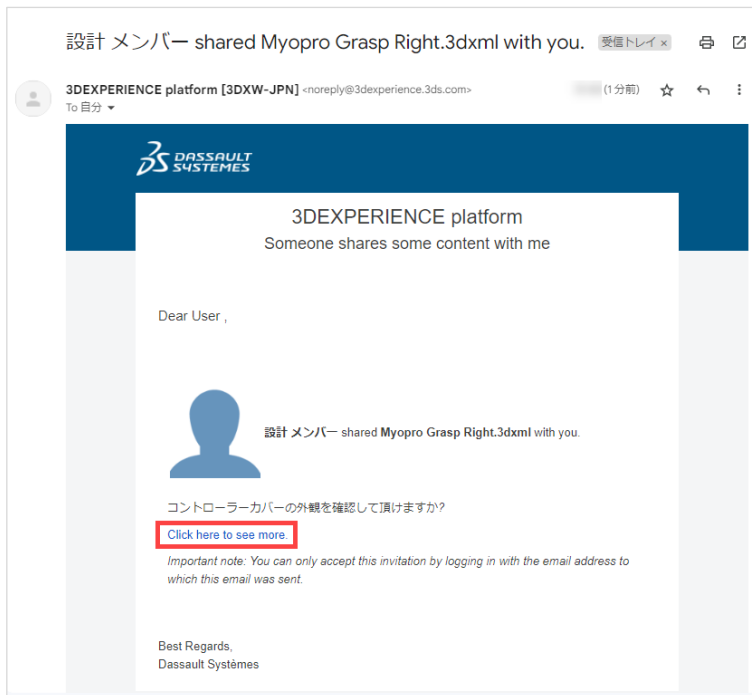 設計 メンバー shared Myopro Grasp Right.3dxml with you. 受信トレイ ×
3DEXPERIENCE platform [3DXW-JPN] <noreply@3dexperience.3ds.com> (1 分前)
To 自分
DASSAULT
SYSTEMES
3DEXPERIENCE platform
Someone shares some content with me
Dear User ,
設計 メンバー shared Myopro Grasp Right.3dxml with you.
コントローラーカバーの外観を確認して頂けますか?
Click here to see more.
Important note: You can only accept this invitation by logging in with the email address to
which this email was sent.
Best Regards,
Dassault Systèmes